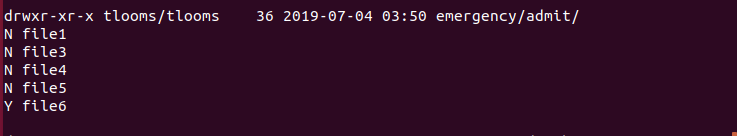 drwxr-xr-x tlooms/tlooms    36 2019-07-04 03:50 emergency/admit/
N file1
N file3
N file4
N file5
Y file6